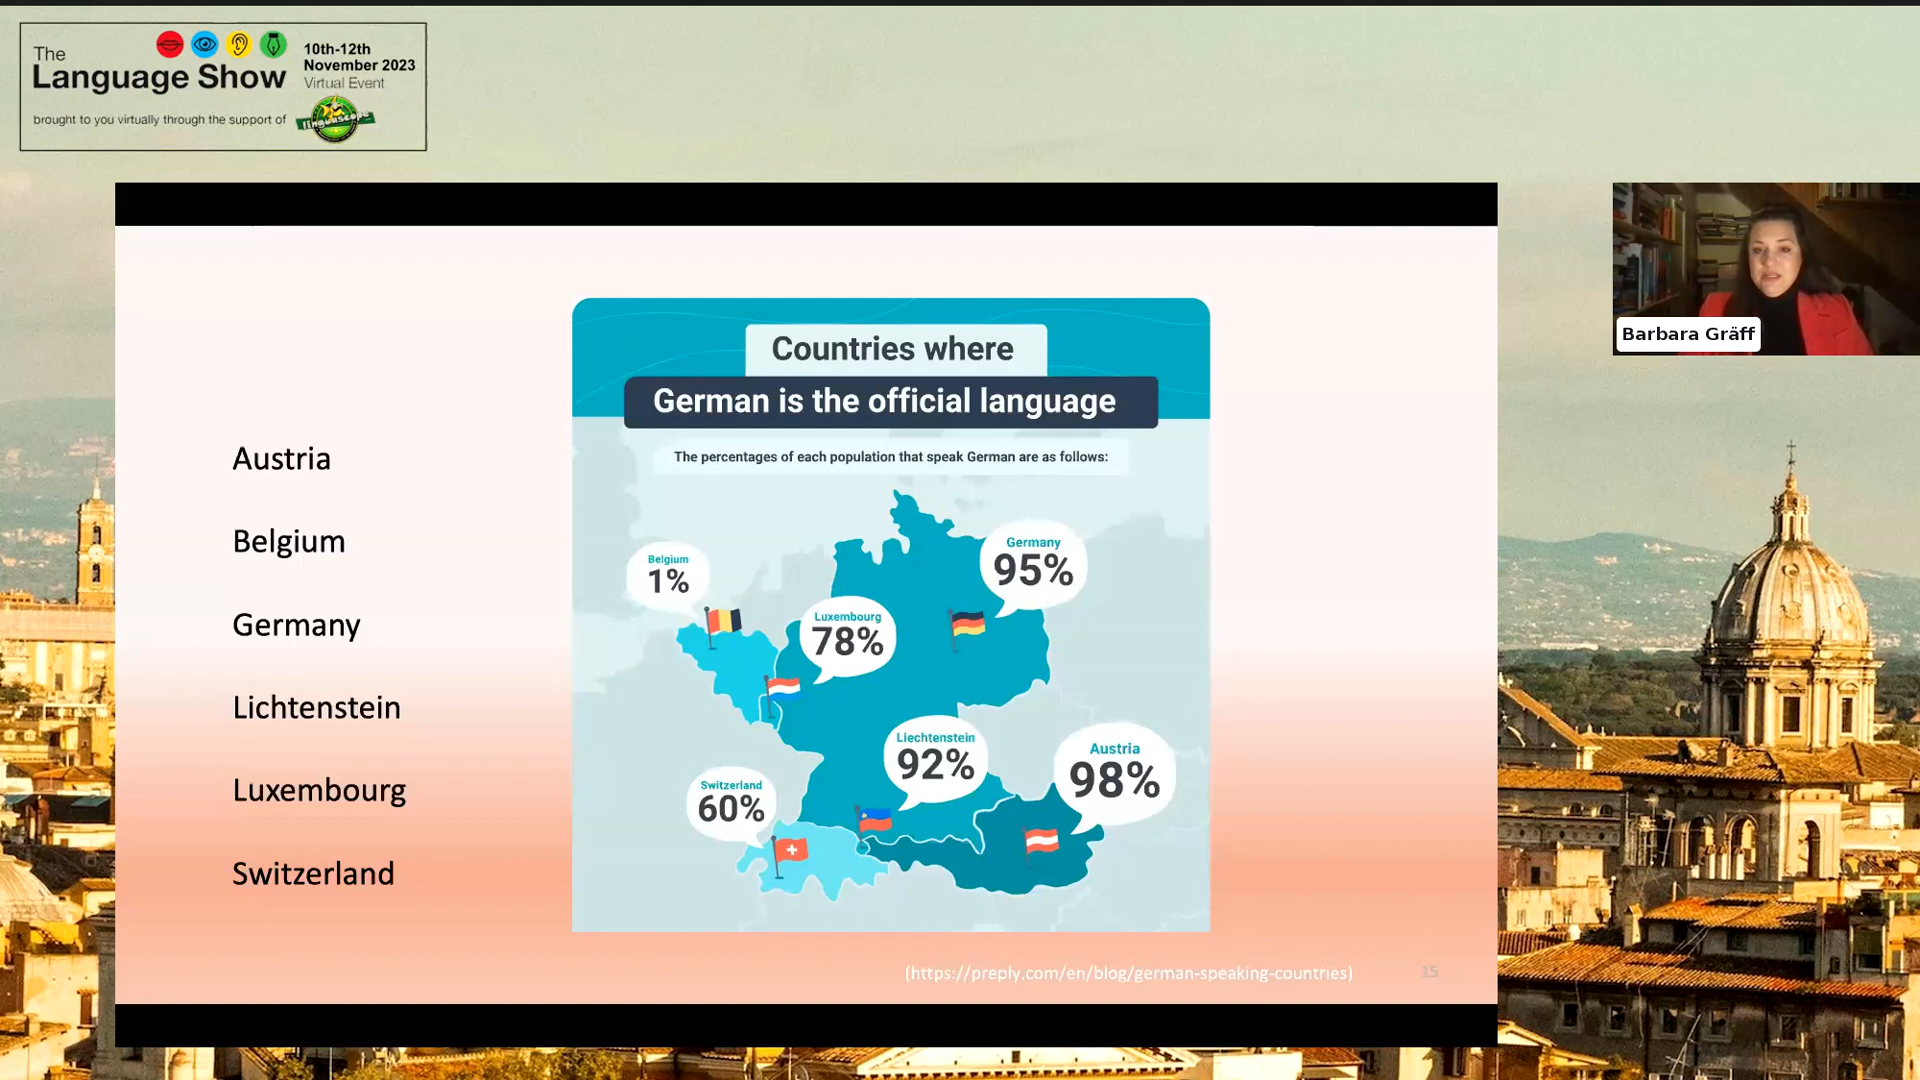 The
Language Show
10th-12th
November 2023
Virtual Event
brought to you virtually through the support of
linguascope
Barbara Gräff
Countries where
German is the official language
The percentages of each population that speak German are as follows:
Austria
Belgium
Germany
Lichtenstein
Luxembourg
Switzerland
Germany
95%
Belgium
1%
Luxembourg
78%
Liechtenstein
92%
Austria
98%
Switzerland
60%
(https://preply.com/en/blog/german-speaking-countries)
15